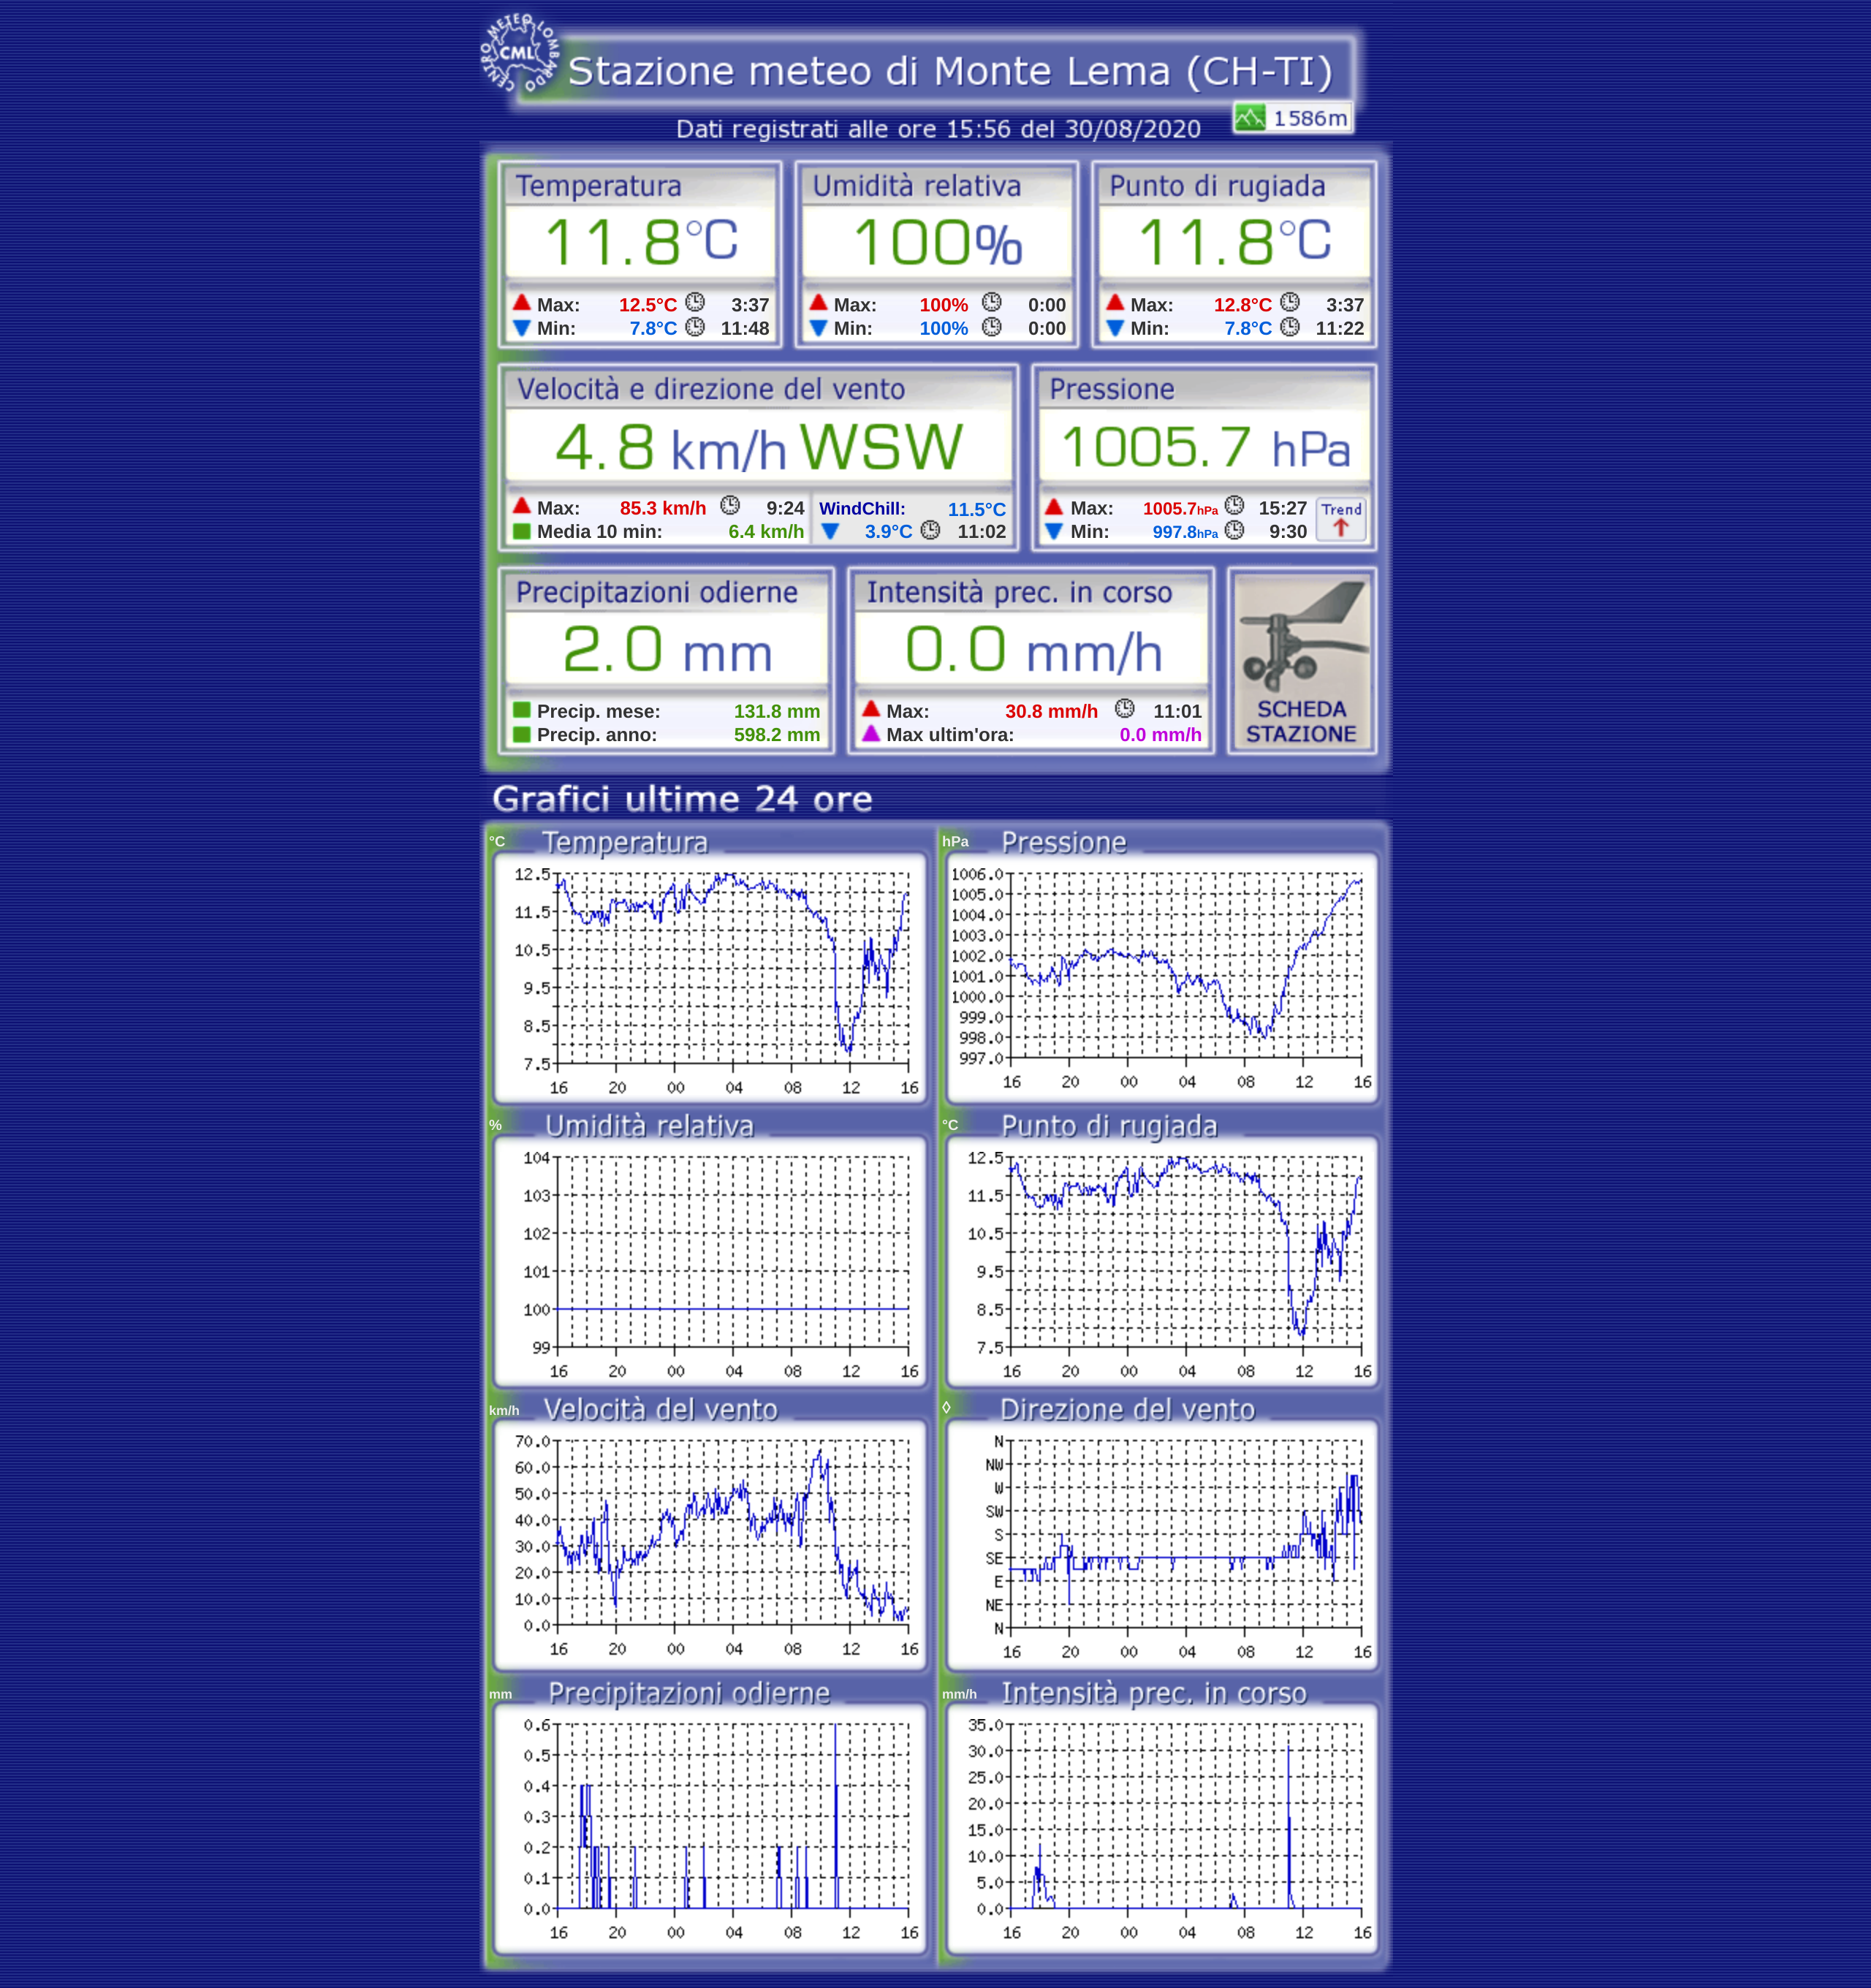 CENTRO METEO LOMBARDO
CML
Stazione meteo di Monte Lema (CH-TI)
1586m
Dati registrati alle ore 15:56 del 30/08/2020
Temperatura
11.8°C
Max: 12.5°C 3:37
Min: 7.8°C 11:48
Umidità relativa
100%
Max: 100% 0:00
Min: 100% 0:00
Punto di rugiada
11.8°C
Max: 12.8°C 3:37
Min: 7.8°C 11:22
Velocità e direzione del vento
4.8 km/h WSW
Max: 85.3 km/h 9:24
Media 10 min: 6.4 km/h
WindChill: 11.5°C
3.9°C 11:02
Pressione
1005.7 hPa
Max: 1005.7hPa 15:27
Min: 997.8hPa 9:30
Trend
Precipitazioni odierne
2.0 mm
Precip. mese: 131.8 mm
Precip. anno: 598.2 mm
Intensità prec. in corso
0.0 mm/h
Max: 30.8 mm/h 11:01
Max ultim'ora: 0.0 mm/h
SCHEDA
STAZIONE
Grafici ultime 24 ore
°C Temperatura
12.5
11.5
10.5
9.5
8.5
7.5
16 20 00 04 08 12 16
hPa Pressione
1006.0
1005.0
1004.0
1003.0
1002.0
1001.0
1000.0
999.0
998.0
997.0
16 20 00 04 08 12 16
% Umidità relativa
104
103
102
101
100
99
16 20 00 04 08 12 16
°C Punto di rugiada
12.5
11.5
10.5
9.5
8.5
7.5
16 20 00 04 08 12 16
km/h Velocità del vento
70.0
60.0
50.0
40.0
30.0
20.0
10.0
0.0
16 20 00 04 08 12 16
◊ Direzione del vento
N
NW
W
SW
S
SE
E
NE
N
16 20 00 04 08 12 16
mm Precipitazioni odierne
0.6
0.5
0.4
0.3
0.2
0.1
0.0
16 20 00 04 08 12 16
mm/h Intensità prec. in corso
35.0
30.0
25.0
20.0
15.0
10.0
5.0
0.0
16 20 00 04 08 12 16